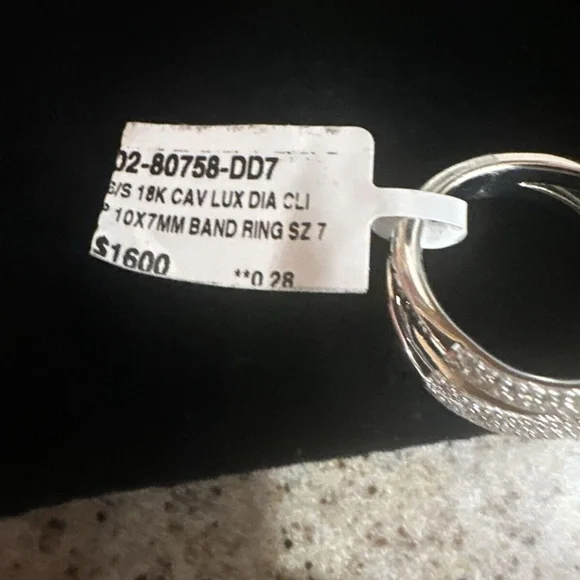 02-80758-DD7
S/S 18K CAV LUX DIA CLI
P 10X7MM BAND RING SZ 7
$1600 **0.28